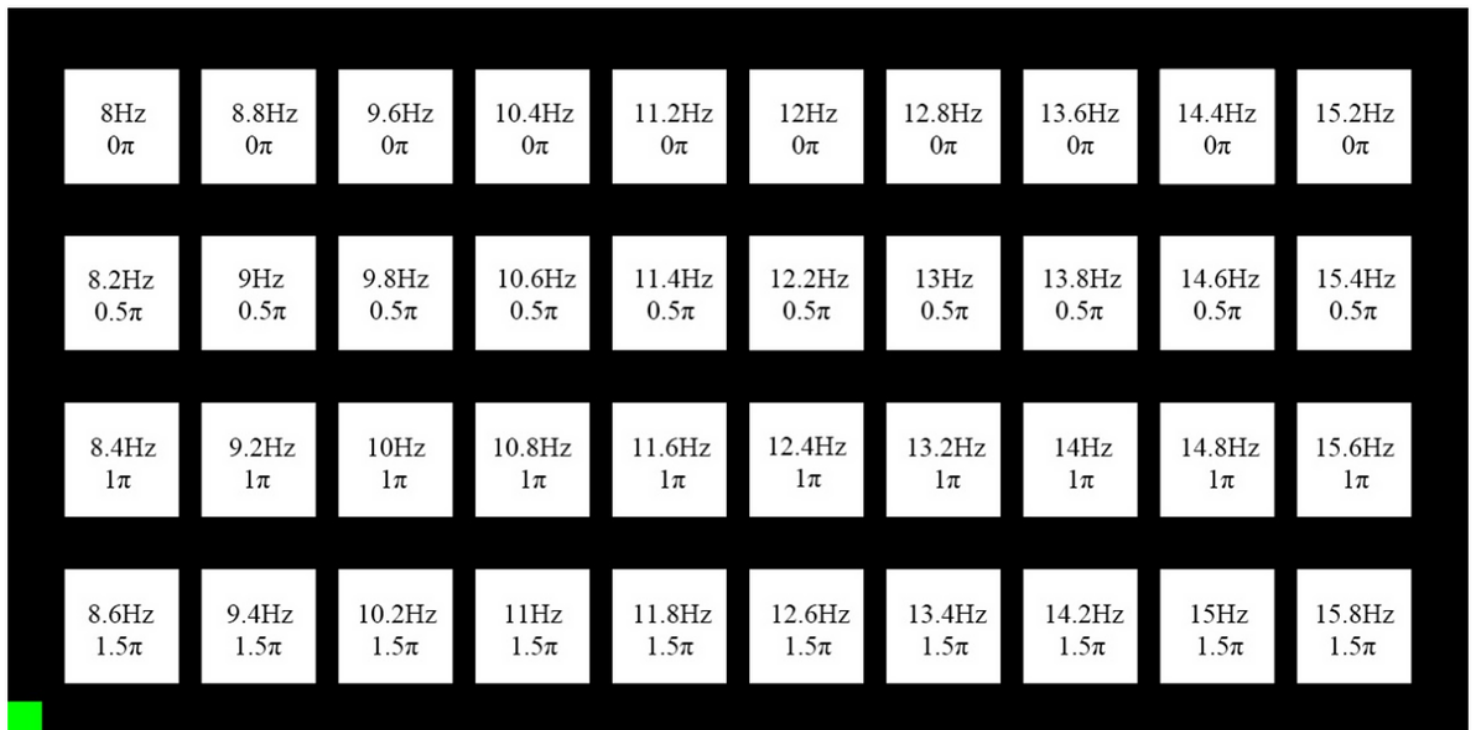 8Hz 8.8Hz 9.6Hz 10.4Hz 11.2Hz 12Hz 12.8Hz 13.6Hz 14.4Hz 15.2Hz
0π 0π 0π 0π 0π 0π 0π 0π 0π 0π
8.2Hz 9Hz 9.8Hz 10.6Hz 11.4Hz 12.2Hz 13Hz 13.8Hz 14.6Hz 15.4Hz
0.5π 0.5π 0.5π 0.5π 0.5π 0.5π 0.5π 0.5π 0.5π 0.5π
8.4Hz 9.2Hz 10Hz 10.8Hz 11.6Hz 12.4Hz 13.2Hz 14Hz 14.8Hz 15.6Hz
1π 1π 1π 1π 1π 1π 1π 1π 1π 1π
8.6Hz 9.4Hz 10.2Hz 11Hz 11.8Hz 12.6Hz 13.4Hz 14.2Hz 15Hz 15.8Hz
1.5π 1.5π 1.5π 1.5π 1.5π 1.5π 1.5π 1.5π 1.5π 1.5π